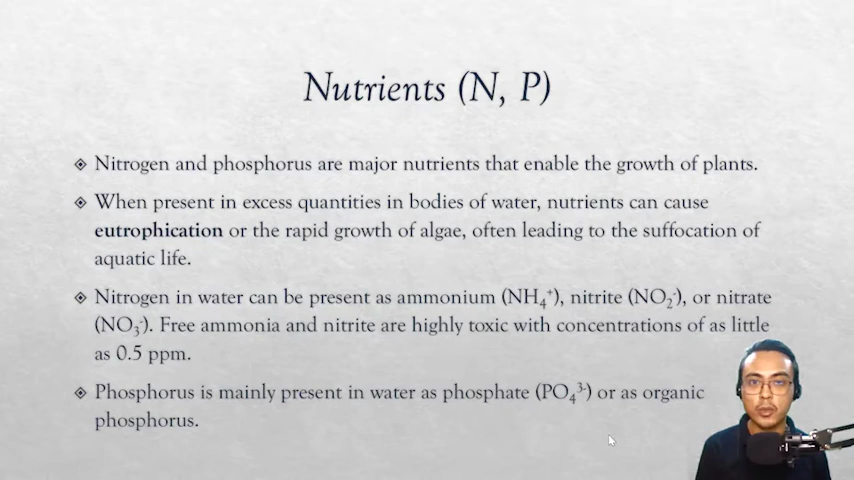 Nutrients (N, P)
Nitrogen and phosphorus are major nutrients that enable the growth of plants.
When present in excess quantities in bodies of water, nutrients can cause
eutrophication or the rapid growth of algae, often leading to the suffocation of
aquatic life.
Nitrogen in water can be present as ammonium (NH₄⁺), nitrite (NO₂⁻), or nitrate
(NO₃⁻). Free ammonia and nitrite are highly toxic with concentrations of as little
as 0.5 ppm.
Phosphorus is mainly present in water as phosphate (PO₄³⁻) or as organic
phosphorus.